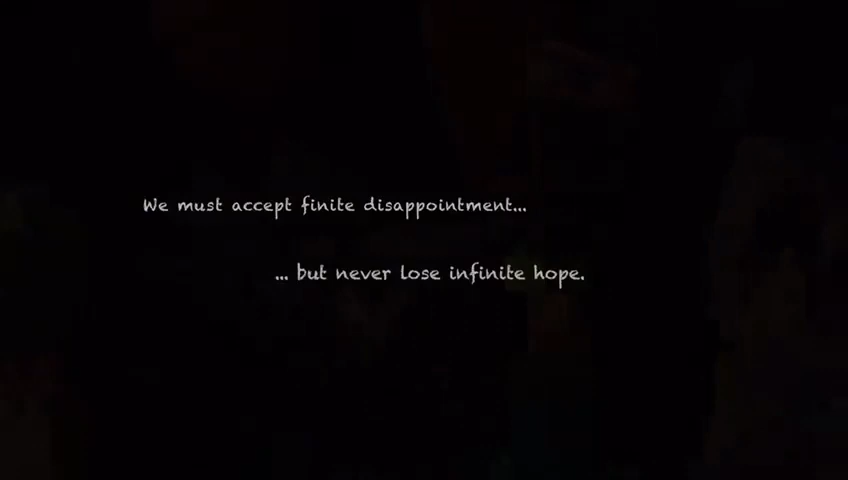 We must accept finite disappointment...
... but never lose infinite hope.